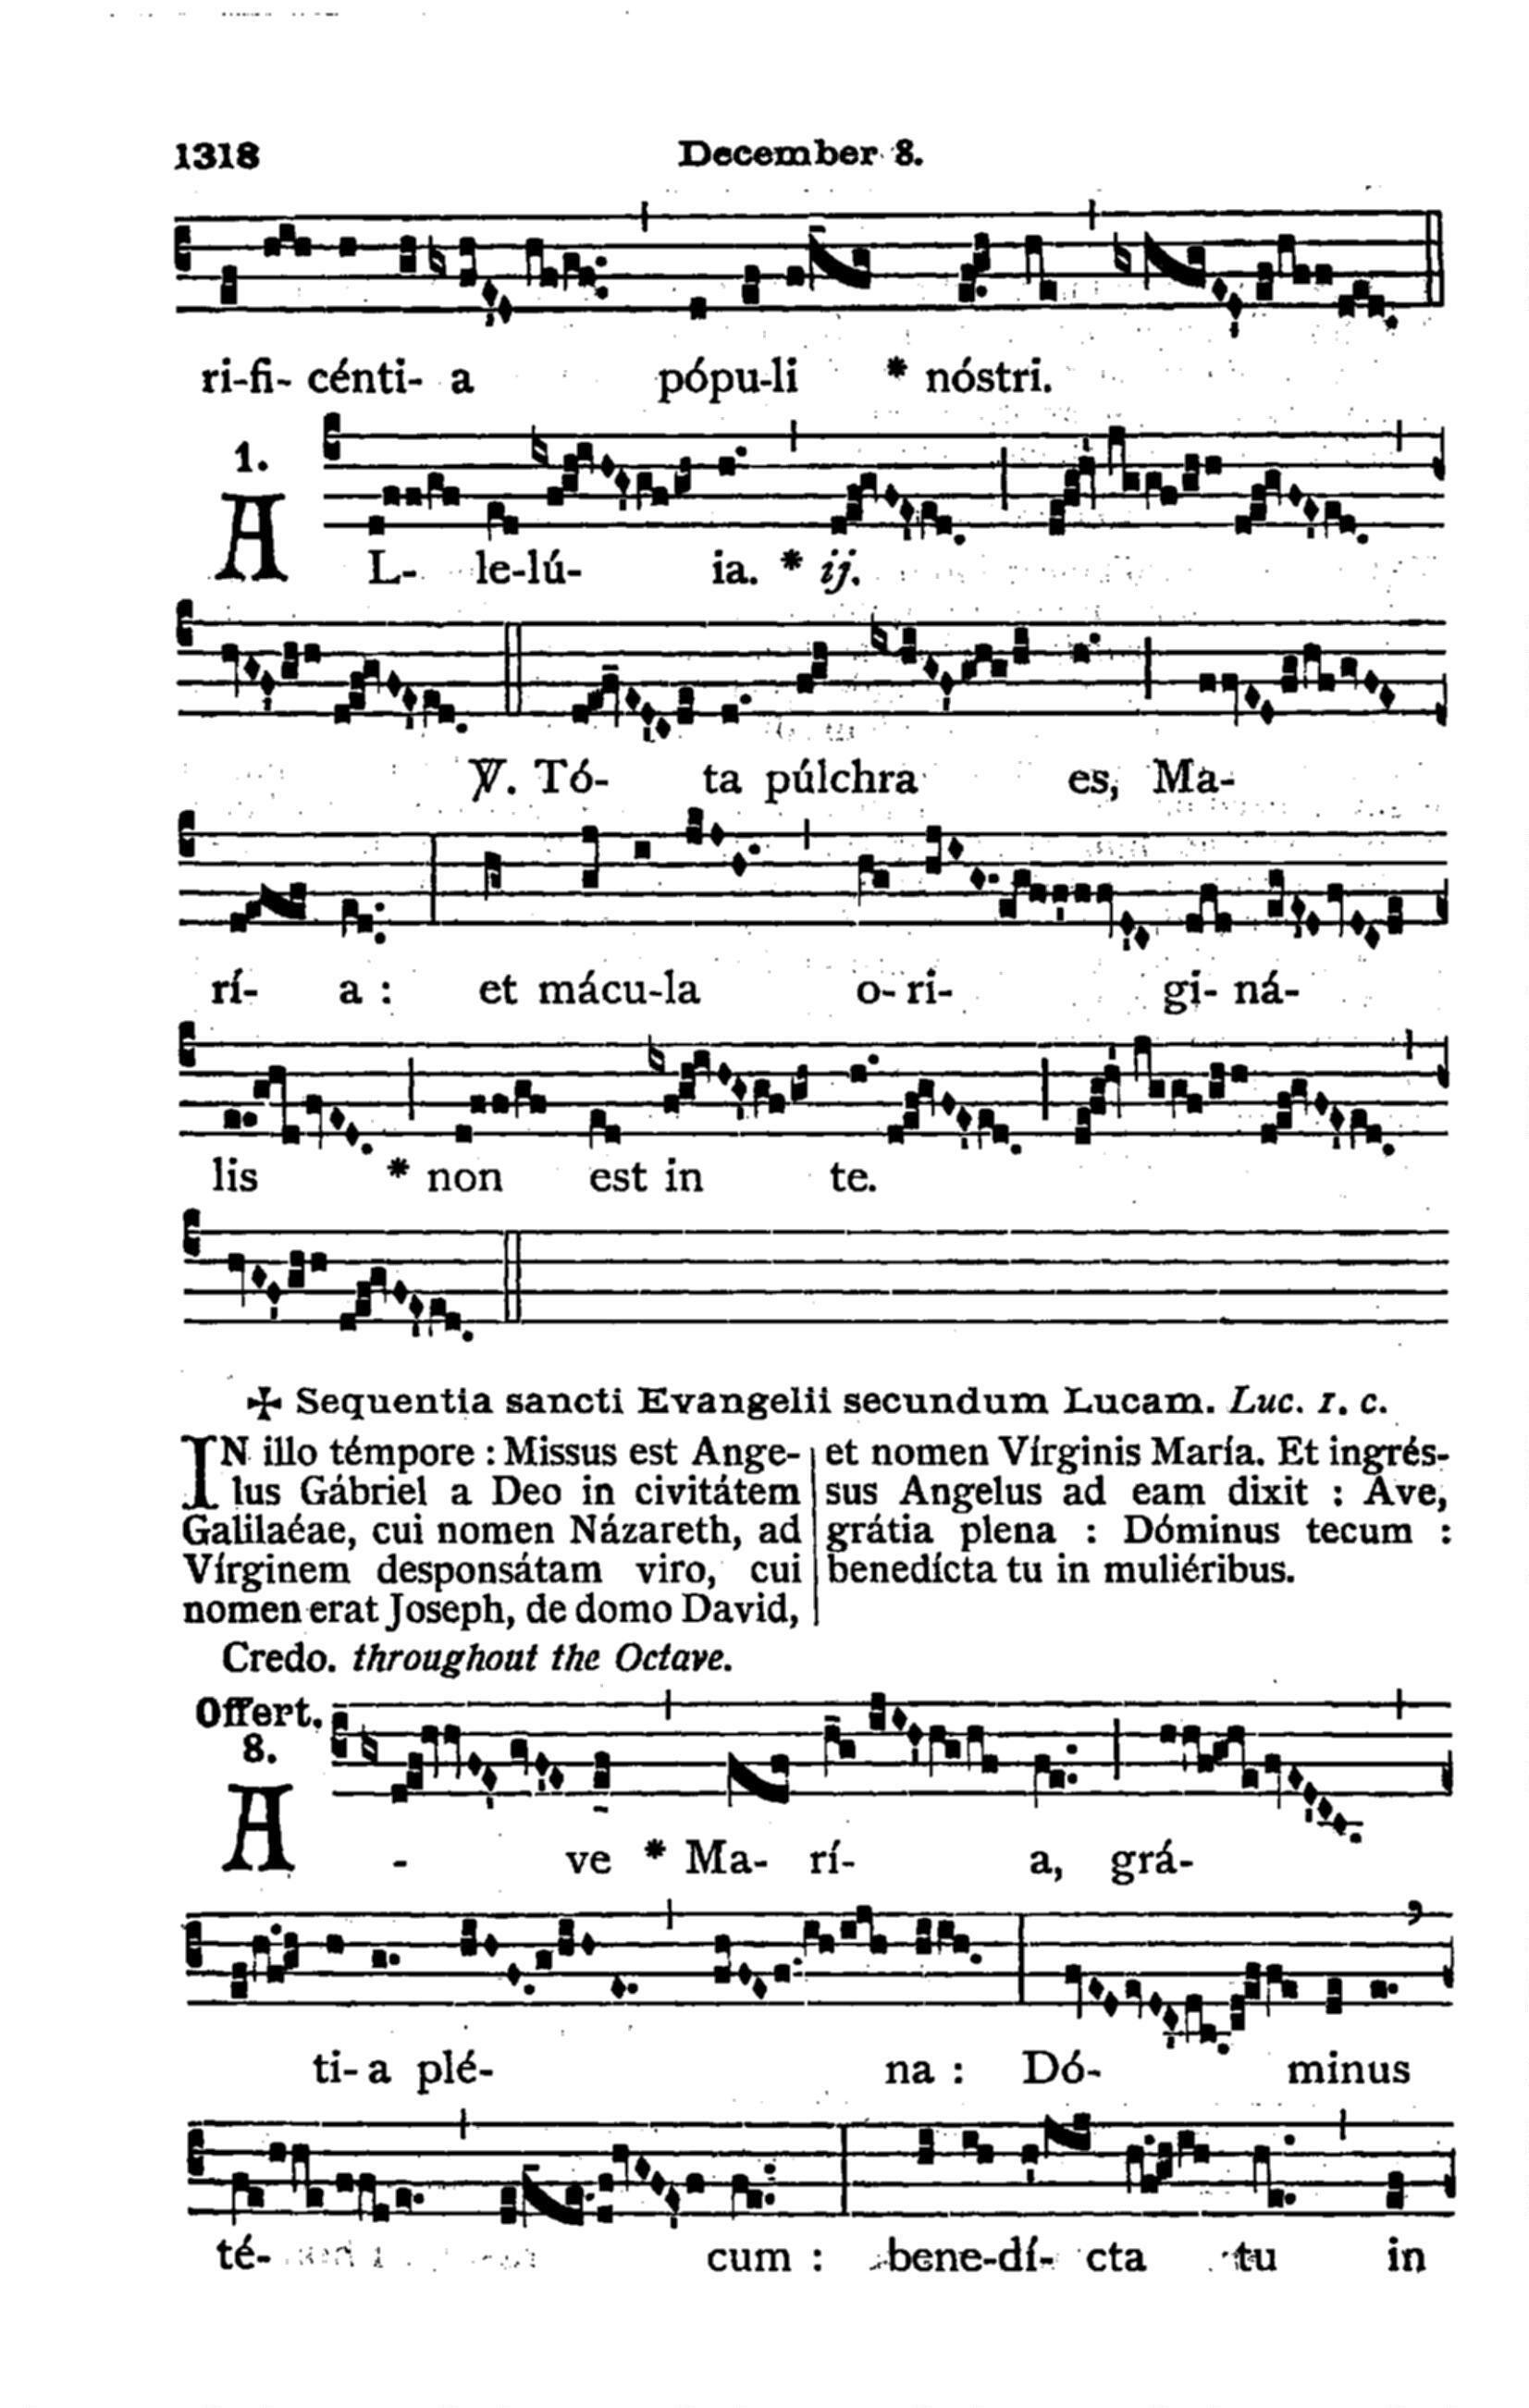 1318 December 8.
ri-fi- cénti- a pópu-li * nóstri.
1.
AL- le-lú- ia. * ij.
℣. Tó- ta púlchra es, Ma-
rí- a : et mácu-la o- ri- gi- ná-
lis * non est in te.
✠ Sequentia sancti Evangelii secundum Lucam. Luc. 1. c.
IN illo témpore : Missus est Ange-
lus Gábriel a Deo in civitátem
Galilaéae, cui nomen Názareth, ad
Vírginem desponsátam viro, cui
nomen erat Joseph, de domo David,
et nomen Vírginis María. Et ingrés-
sus Angelus ad eam dixit : Ave,
grátia plena : Dóminus tecum :
benedícta tu in muliéribus.
Credo. throughout the Octave.
Offert.
8.
A - ve * Ma- rí- a, grá-
ti- a plé- na : Dó- minus
té- cum : bene-dí- cta tu in